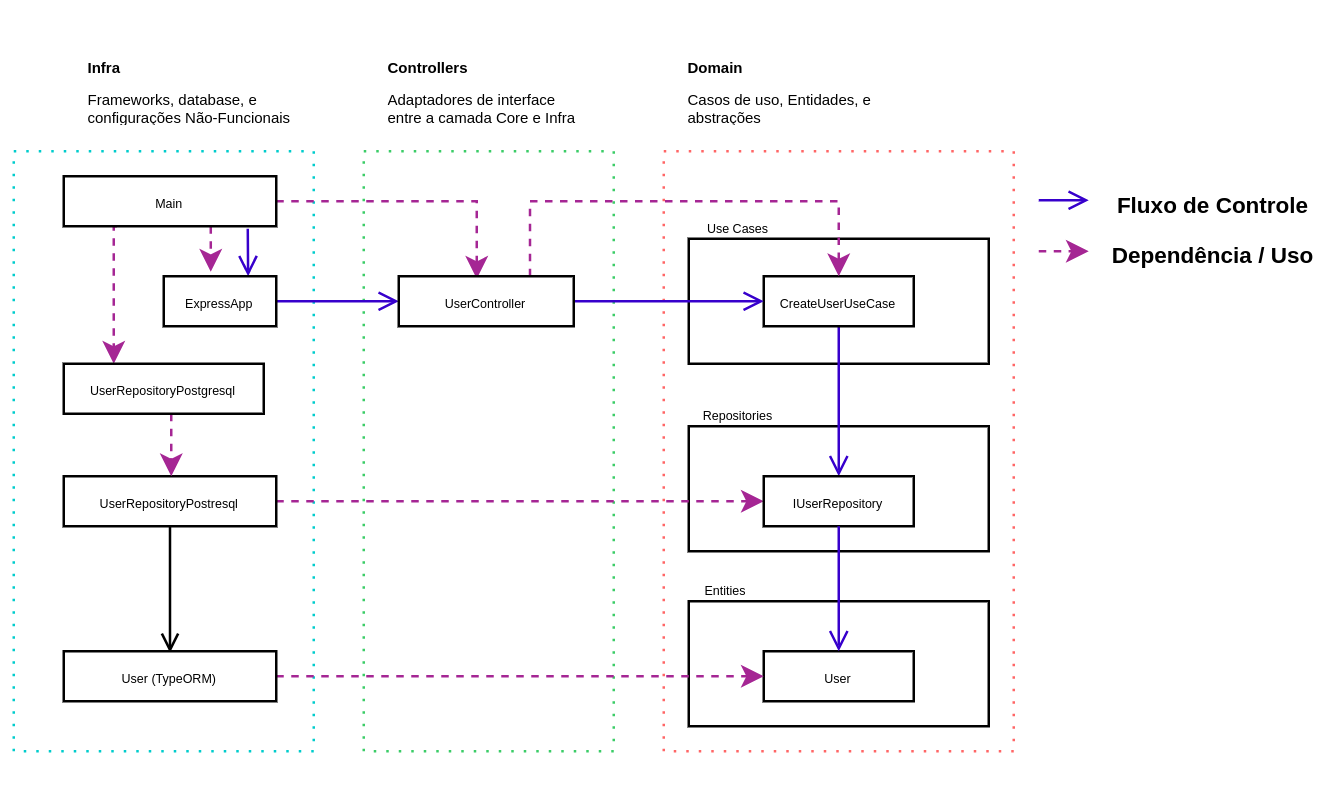 Infra
Frameworks, database, e
configurações Não-Funcionais
Controllers
Adaptadores de interface
entre a camada Core e Infra
Domain
Casos de uso, Entidades, e
abstrações
Main
ExpressApp
UserRepositoryPostgresql
UserRepositoryPostresql
User (TypeORM)
UserController
Use Cases
CreateUserUseCase
Repositories
IUserRepository
Entities
User
Fluxo de Controle
Dependência / Uso